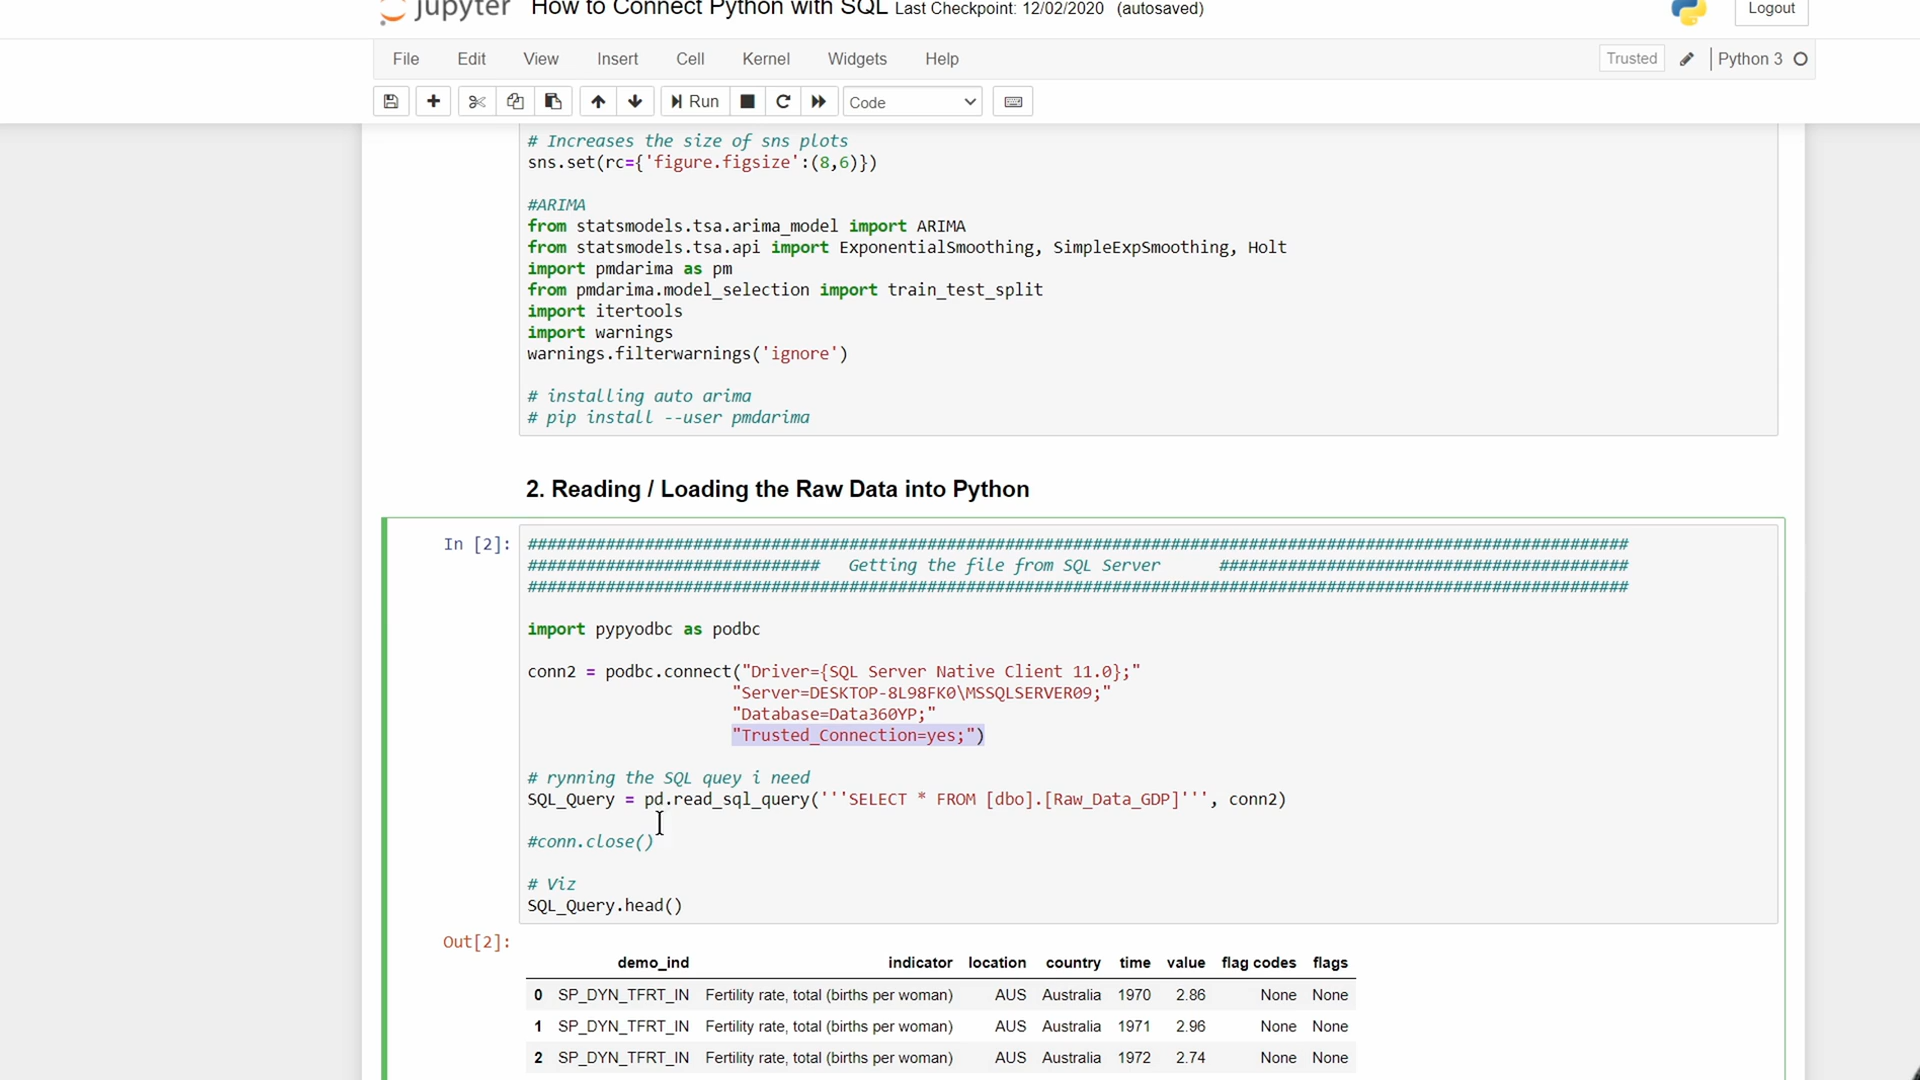 jupyter How to Connect Python with SQL Last Checkpoint: 12/02/2020 (autosaved) Logout
File Edit View Insert Cell Kernel Widgets Help Trusted Python 3
Run Code
# Increases the size of sns plots
sns.set(rc={'figure.figsize':(8,6)})
#ARIMA
from statsmodels.tsa.arima_model import ARIMA
from statsmodels.tsa.api import ExponentialSmoothing, SimpleExpSmoothing, Holt
import pmdarima as pm
from pmdarima.model_selection import train_test_split
import itertools
import warnings
warnings.filterwarnings('ignore')
# installing auto arima
# pip install --user pmdarima
2. Reading / Loading the Raw Data into Python
In [2]: #################################################################################################################
############################## Getting the file from SQL Server ##########################################
#################################################################################################################
import pypyodbc as podbc
conn2 = podbc.connect("Driver={SQL Server Native Client 11.0};"
"Server=DESKTOP-8L98FK0\MSSQLSERVER09;"
"Database=Data360YP;"
"Trusted_Connection=yes;")
# rynning the SQL quey i need
SQL_Query = pd.read_sql_query('''SELECT * FROM [dbo].[Raw_Data_GDP]''', conn2)
#conn.close()
# Viz
SQL_Query.head()
Out[2]:
demo_ind indicator location country time value flag codes flags
0 SP_DYN_TFRT_IN Fertility rate, total (births per woman) AUS Australia 1970 2.86 None None
1 SP_DYN_TFRT_IN Fertility rate, total (births per woman) AUS Australia 1971 2.96 None None
2 SP_DYN_TFRT_IN Fertility rate, total (births per woman) AUS Australia 1972 2.74 None None